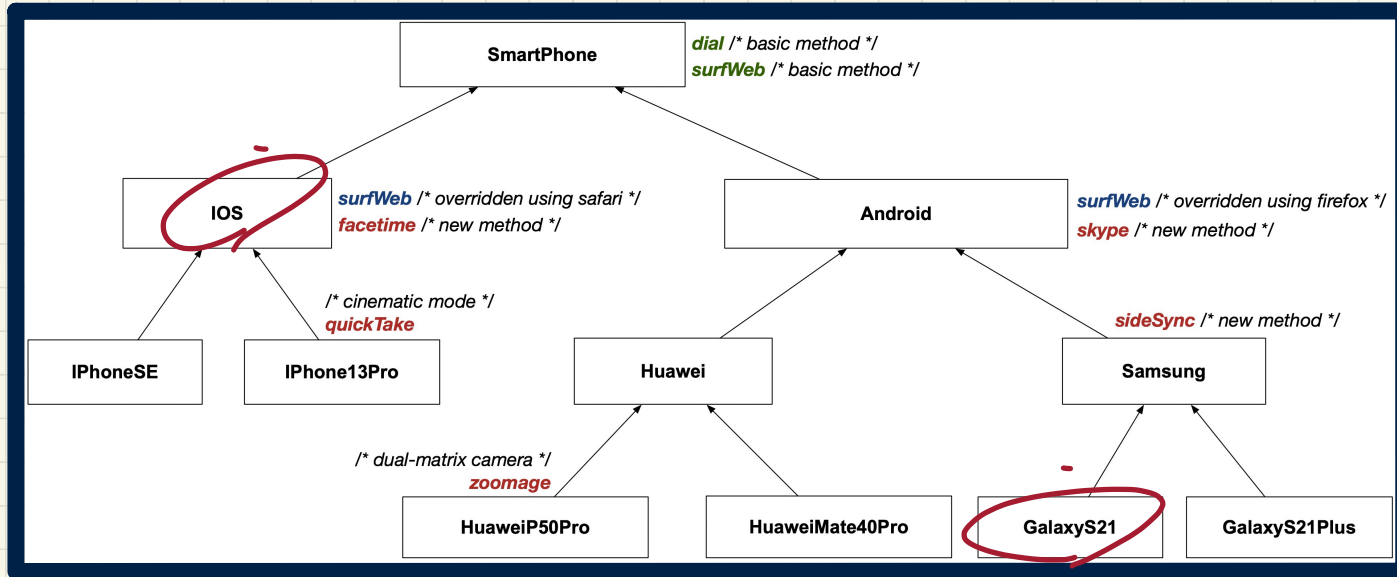 SmartPhone
dial /* basic method */
surfWeb /* basic method */
IOS
surfWeb /* overridden using safari */
facetime /* new method */
Android
surfWeb /* overridden using firefox */
skype /* new method */
/* cinematic mode */
quickTake
sideSync /* new method */
IPhoneSE
IPhone13Pro
Huawei
Samsung
/* dual-matrix camera */
zoomage
HuaweiP50Pro
HuaweiMate40Pro
GalaxyS21
GalaxyS21Plus